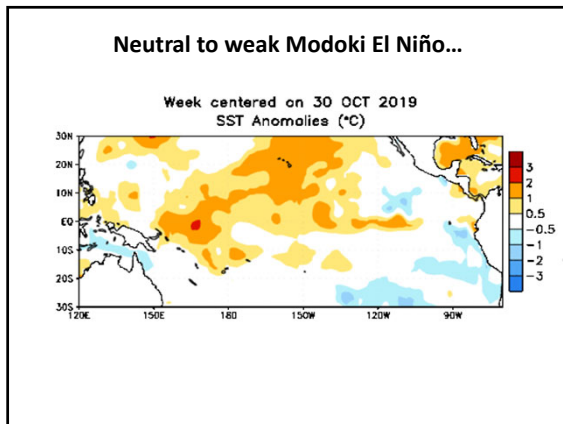 Neutral to weak Modoki El Niño...
Week centered on 30 OCT 2019
SST Anomalies (°C)
30N
20N
10N
EQ
10S
20S
30S
120E
150E
180
150W
120W
90W
3
2
1
0.5
-0.5
-1
-2
-3